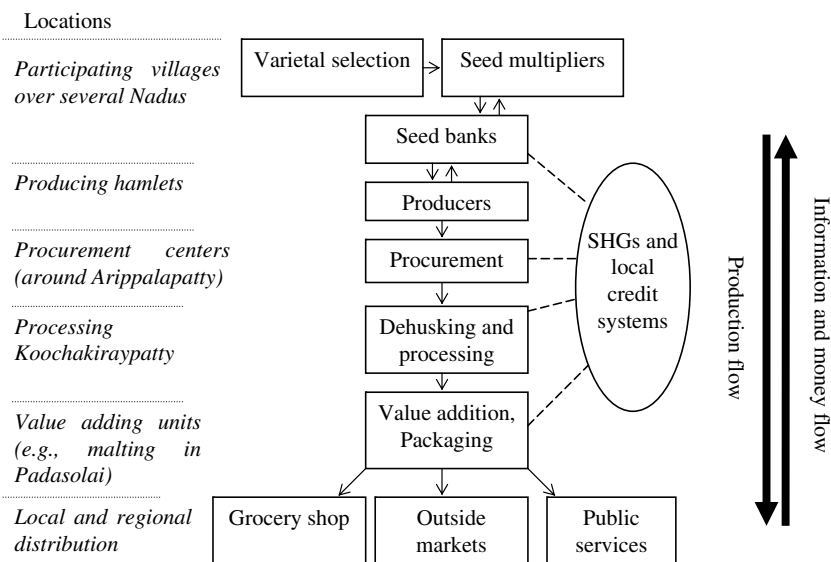 Locations
Participating villages
over several Nadus
Varietal selection
Seed multipliers
Seed banks
Producing hamlets
Producers
Procurement centers
(around Arippalapatty)
Procurement
SHGs and
local
credit
systems
Processing
Koochakiraypatty
Dehusking and
processing
Value adding units
(e.g., malting in
Padasolai)
Value addition,
Packaging
Local and regional
distribution
Grocery shop
Outside
markets
Public
services
Production flow
Information and money flow